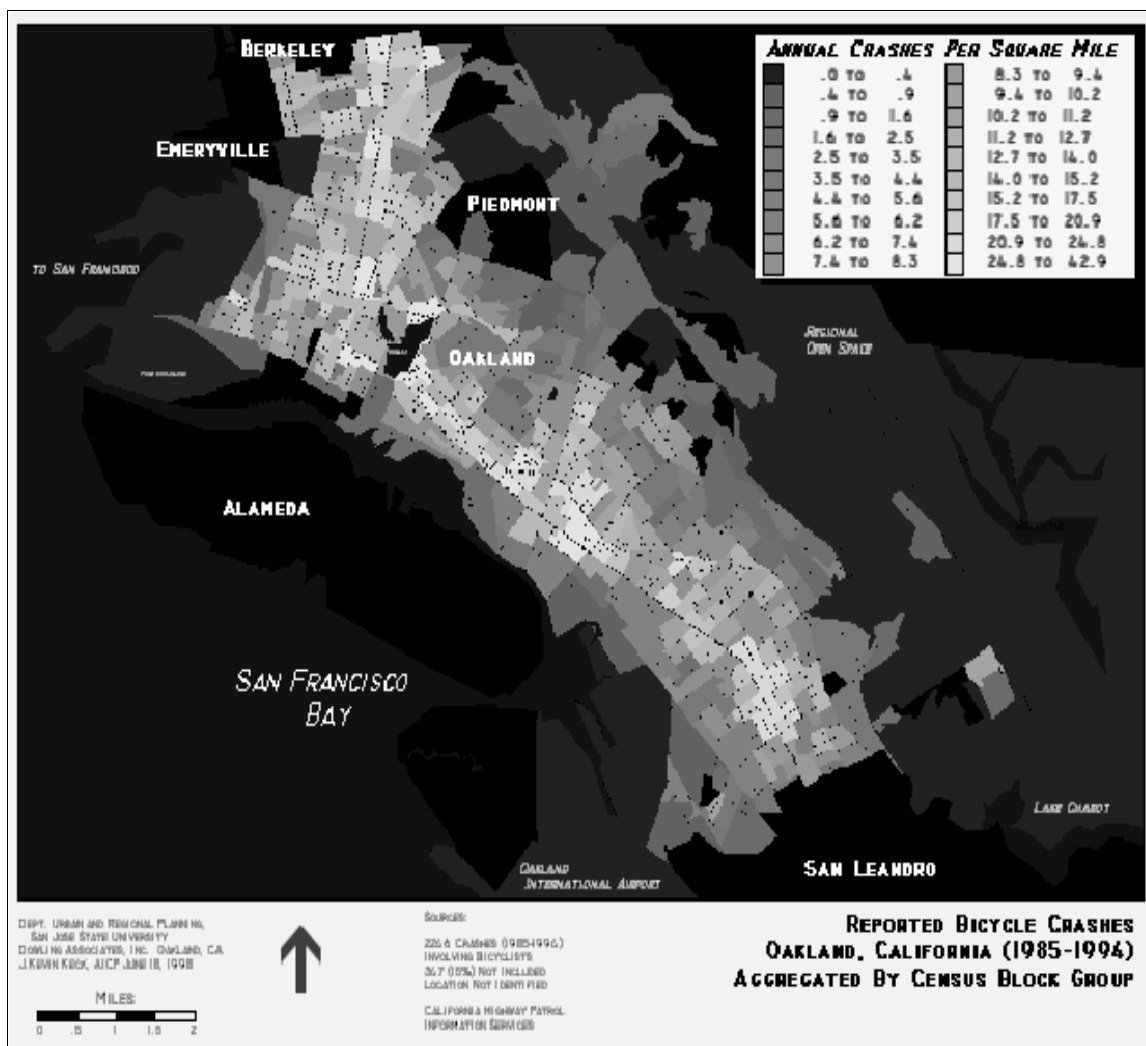 BERKELEY
ANNUAL CRASHES PER SQUARE MILE
.0 TO .4
.4 TO .9
.9 TO 1.6
1.6 TO 2.5
2.5 TO 3.5
3.5 TO 4.4
4.4 TO 5.6
5.6 TO 6.2
6.2 TO 7.4
7.4 TO 8.3
8.3 TO 9.4
9.4 TO 10.2
10.2 TO 11.2
11.2 TO 12.7
12.7 TO 14.0
14.0 TO 15.2
15.2 TO 17.5
17.5 TO 20.9
20.9 TO 24.8
24.8 TO 42.9
EMERYVILLE
PIEDMONT
TO SAN FRANCISCO
REGIONAL
OPEN SPACE
OAKLAND
ALAMEDA
SAN FRANCISCO
BAY
LAKE CHABOT
OAKLAND
INTERNATIONAL AIRPORT
SAN LEANDRO
DEPT. URBAN AND REGIONAL PLANNING,
SAN JOSE STATE UNIVERSITY
DOWLING ASSOCIATES, INC. OAKLAND, CA
J.KEVIN KECK, AICP JUNE 18, 1998
MILES:
0 .5 1 1.5 2
SOURCES:
CRASHES (1985-1994)
INVOLVING BICYCLISTS
367 (15%) NOT INCLUDED
LOCATION NOT IDENTIFIED
CALIFORNIA HIGHWAY PATROL
INFORMATION SERVICES
REPORTED BICYCLE CRASHES
OAKLAND, CALIFORNIA (1985-1994)
AGGREGATED BY CENSUS BLOCK GROUP